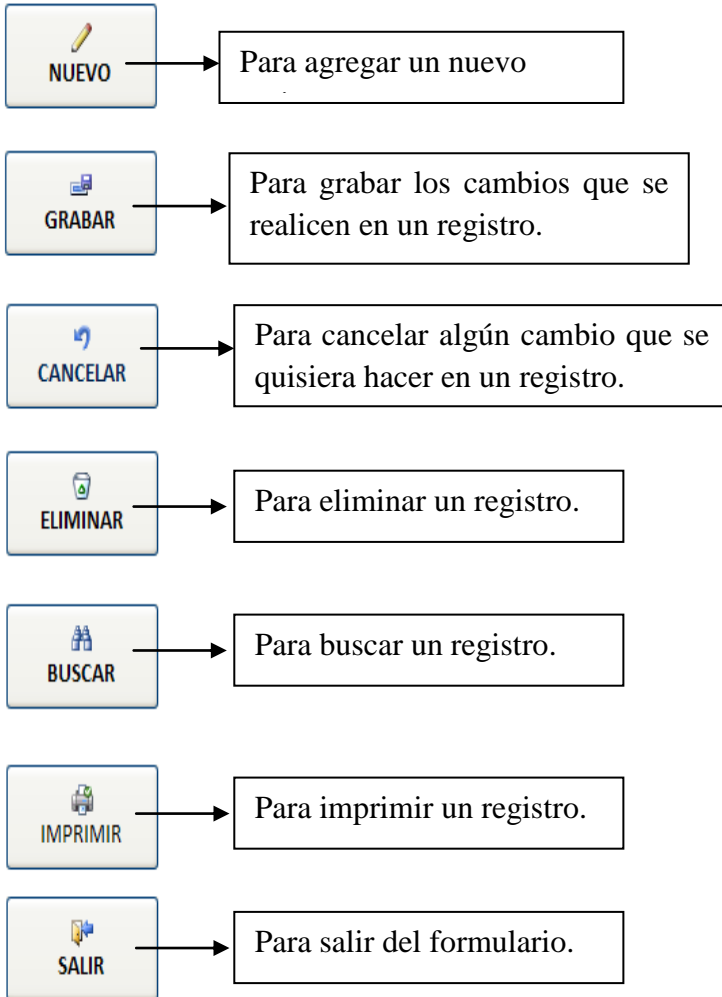 NUEVO
Para agregar un nuevo
GRABAR
Para grabar los cambios que se
realicen en un registro.
CANCELAR
Para cancelar algún cambio que se
quisiera hacer en un registro.
ELIMINAR
Para eliminar un registro.
BUSCAR
Para buscar un registro.
IMPRIMIR
Para imprimir un registro.
SALIR
Para salir del formulario.